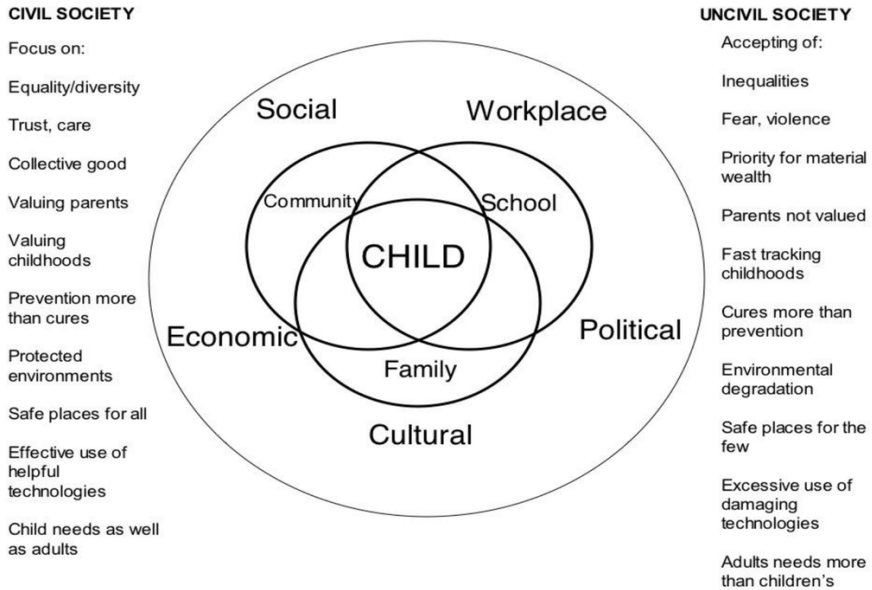 CIVIL SOCIETY
Focus on:
Equality/diversity
Trust, care
Collective good
Valuing parents
Valuing
childhoods
Prevention more
than cures
Protected
environments
Safe places for all
Effective use of
helpful
technologies
Child needs as well
as adults
Social
Workplace
Community
School
CHILD
Economic
Political
Family
Cultural
UNCIVIL SOCIETY
Accepting of:
Inequalities
Fear, violence
Priority for material
wealth
Parents not valued
Fast tracking
childhoods
Cures more than
prevention
Environmental
degradation
Safe places for the
few
Excessive use of
damaging
technologies
Adults needs more
than children's